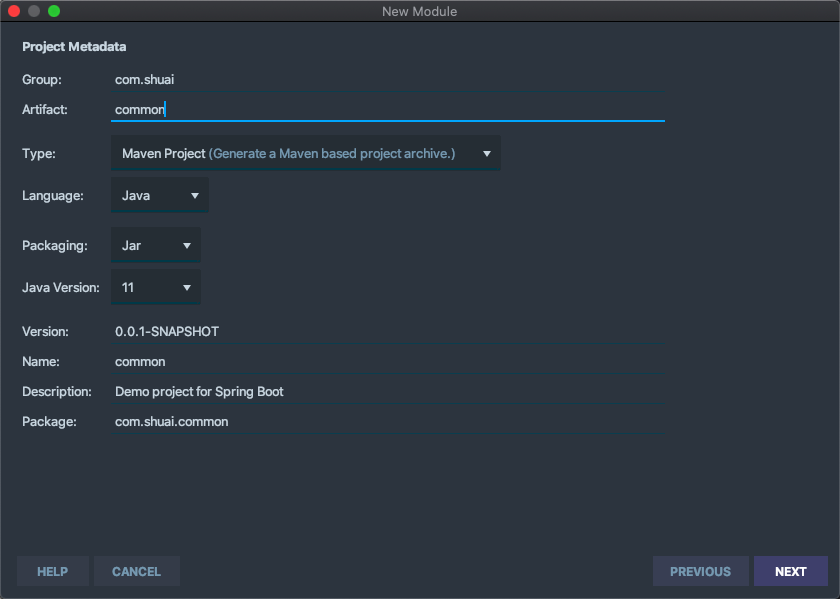 New Module
Project Metadata
Group: com.shuai
Artifact: common
Type: Maven Project (Generate a Maven based project archive.)
Language: Java
Packaging: Jar
Java Version: 11
Version: 0.0.1-SNAPSHOT
Name: common
Description: Demo project for Spring Boot
Package: com.shuai.common
HELP CANCEL PREVIOUS NEXT